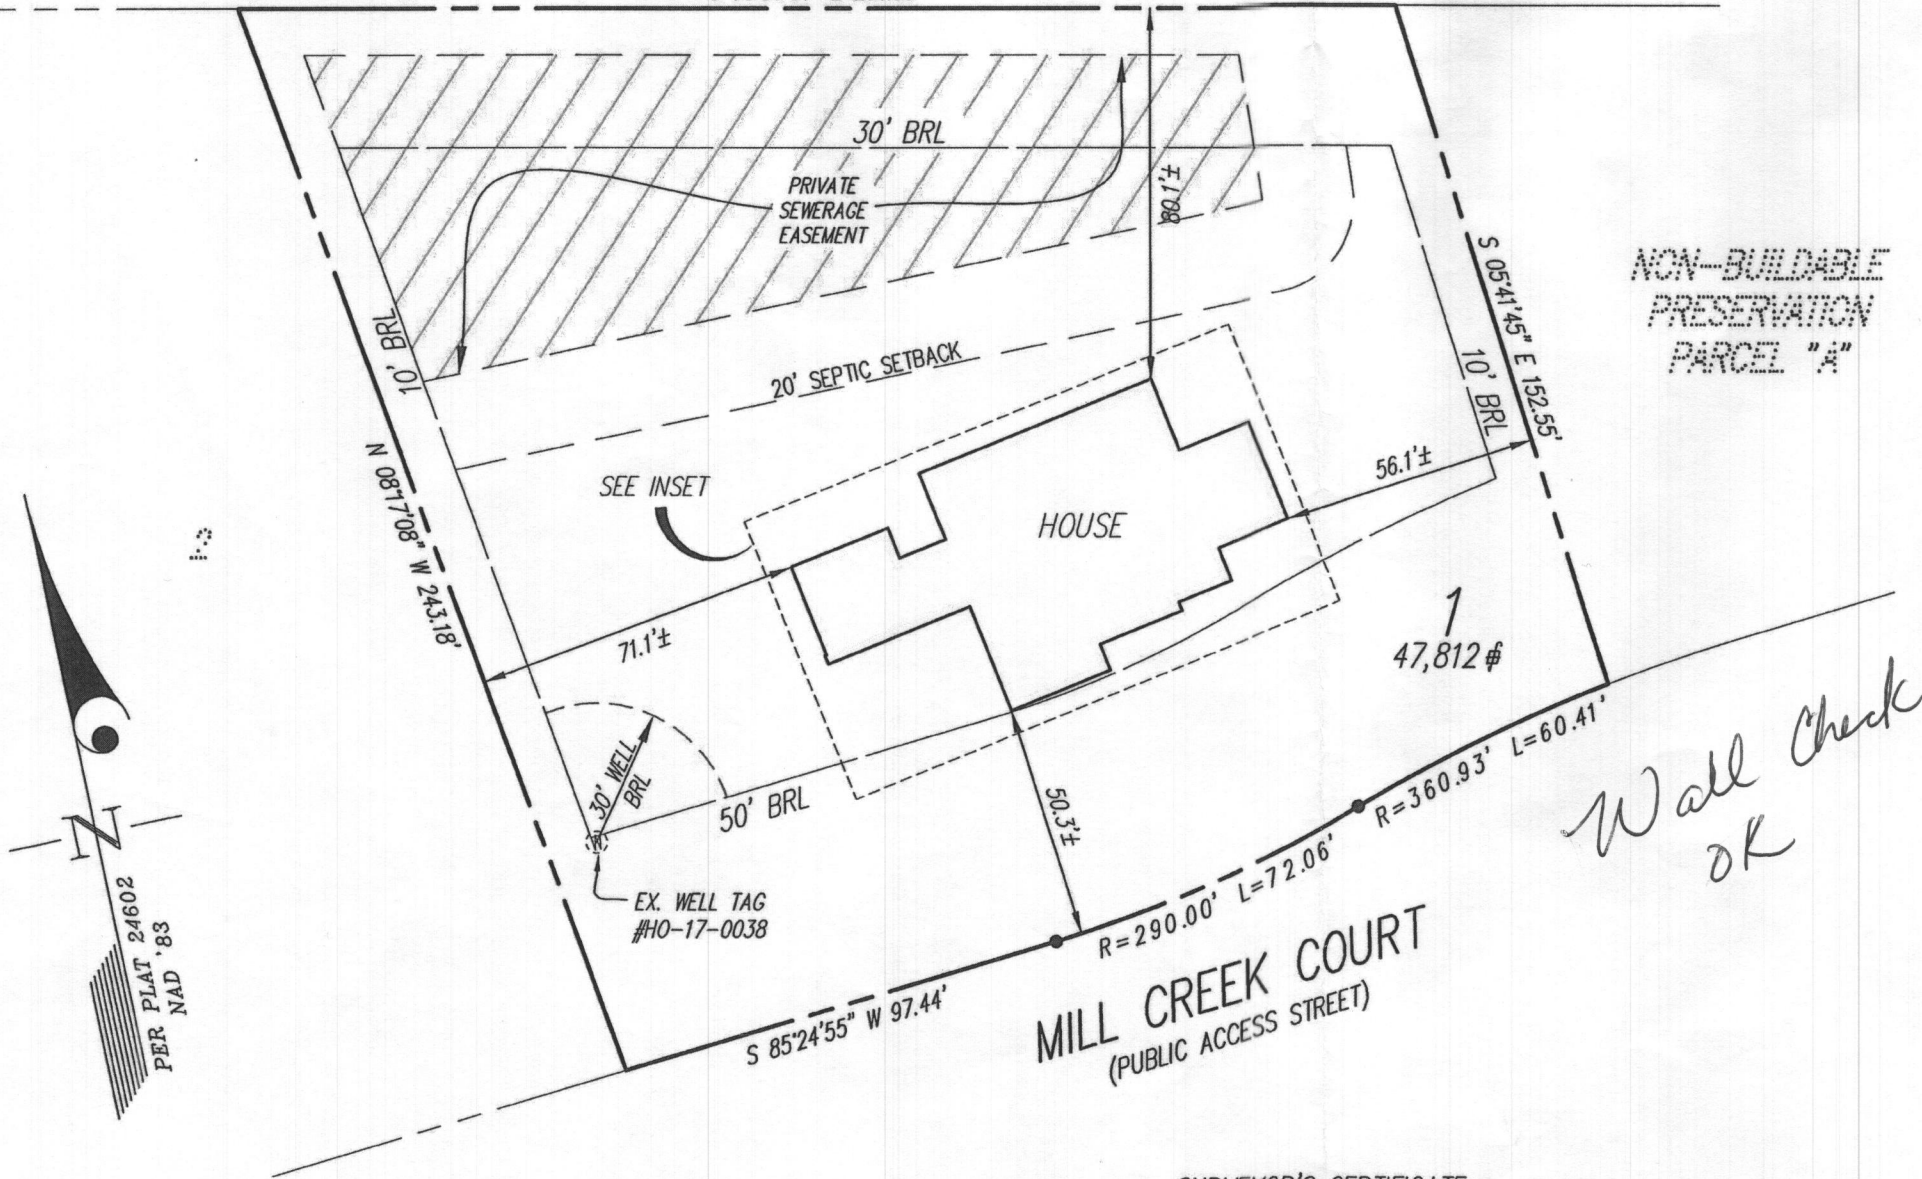 30' BRL
PRIVATE
SEWERAGE
EASEMENT
80.1'±
10' BRL
20' SEPTIC SETBACK
S 05°41'45" E 152.55'
NON-BUILDABLE
PRESERVATION
PARCEL "A"
10' BRL
N 08°17'08" W 243.18'
SEE INSET
56.1'±
HOUSE
71.1'±
1
47,812
30' WELL
BRL
50' BRL
50.3'±
W
EX. WELL TAG
#HO-17-0038
R=360.93' L=60.41'
R=290.00' L=72.06'
S 85°24'55" W 97.44'
MILL CREEK COURT
(PUBLIC ACCESS STREET)
Wall Check
OK
N
PER PLAT 24602
NAD '83